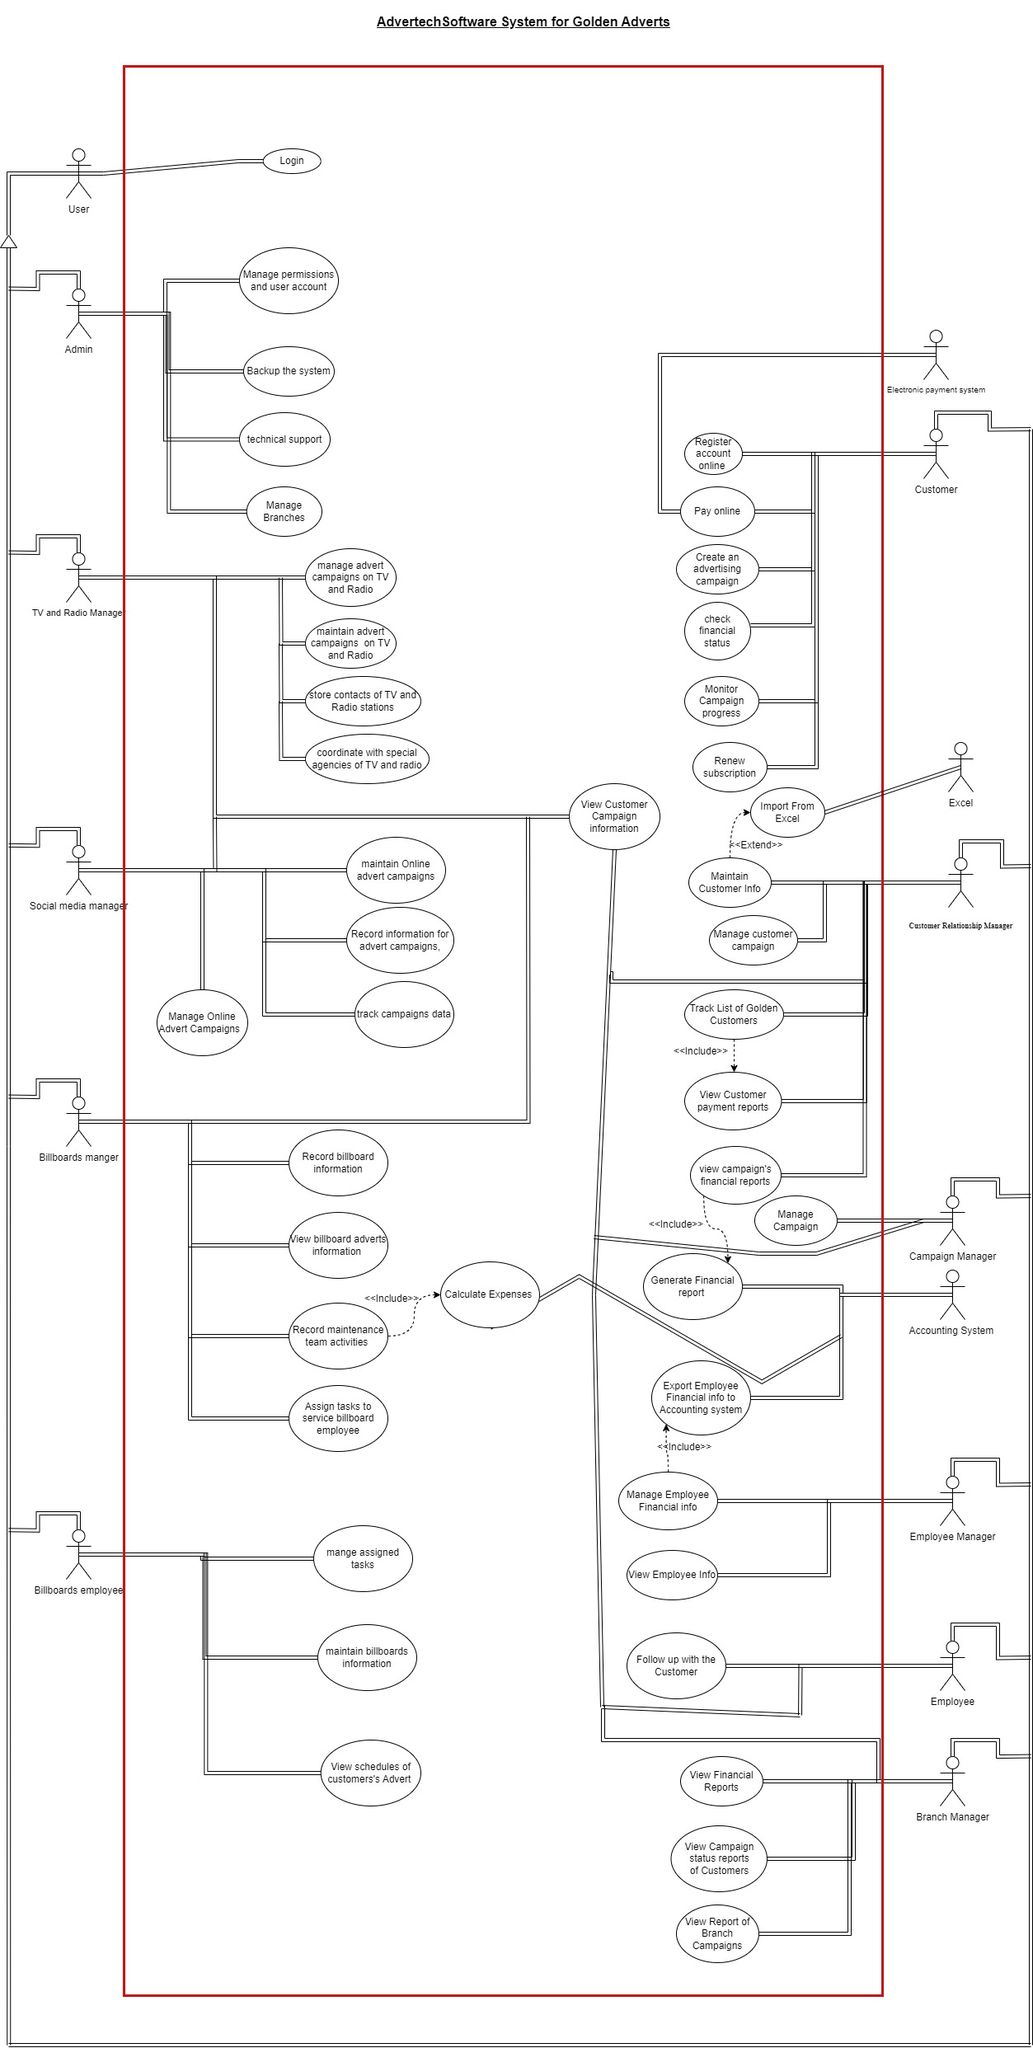 AdvertechSoftware System for Golden Adverts
Login
User
Manage permissions
and user account
Admin
Backup the system
technical support
Manage
Branches
Electronic payment system
Register
account
online
Customer
Pay online
Create an
advertising
campaign
check
financial
status
Monitor
Campaign
progress
Renew
subscription
manage advert
campaigns on TV
and Radio
TV and Radio Manager
maintain advert
campaigns on TV
and Radio
store contacts of TV and
Radio stations
coordinate with special
agencies of TV and radio
View Customer
Campaign
information
Import From
Excel
Excel
<<Extend>>
Maintain
Customer Info
Customer Relationship Manager
Manage customer
campaign
maintain Online
advert campaigns
Social media manager
Record information for
advert campaigns,
track campaigns data
Manage Online
Advert Campaigns
Track List of Golden
Customers
<<Include>>
View Customer
payment reports
Billboards manger
Record billboard
information
view campaign's
financial reports
Manage
Campaign
<<Include>>
Campaign Manager
View billboard adverts
information
Generate Financial
report
Calculate Expenses
<<Include>>
Accounting System
Record maintenance
team activities
Export Employee
Financial info to
Accounting system
Assign tasks to
service billboard
employee
<<Include>>
Manage Employee
Financial info
Employee Manager
View Employee Info
mange assigned
tasks
Billboards employee
maintain billboards
information
Follow up with the
Customer
Employee
View schedules of
customers's Advert
View Financial
Reports
Branch Manager
View Campaign
status reports
of Customers
View Report of
Branch
Campaigns